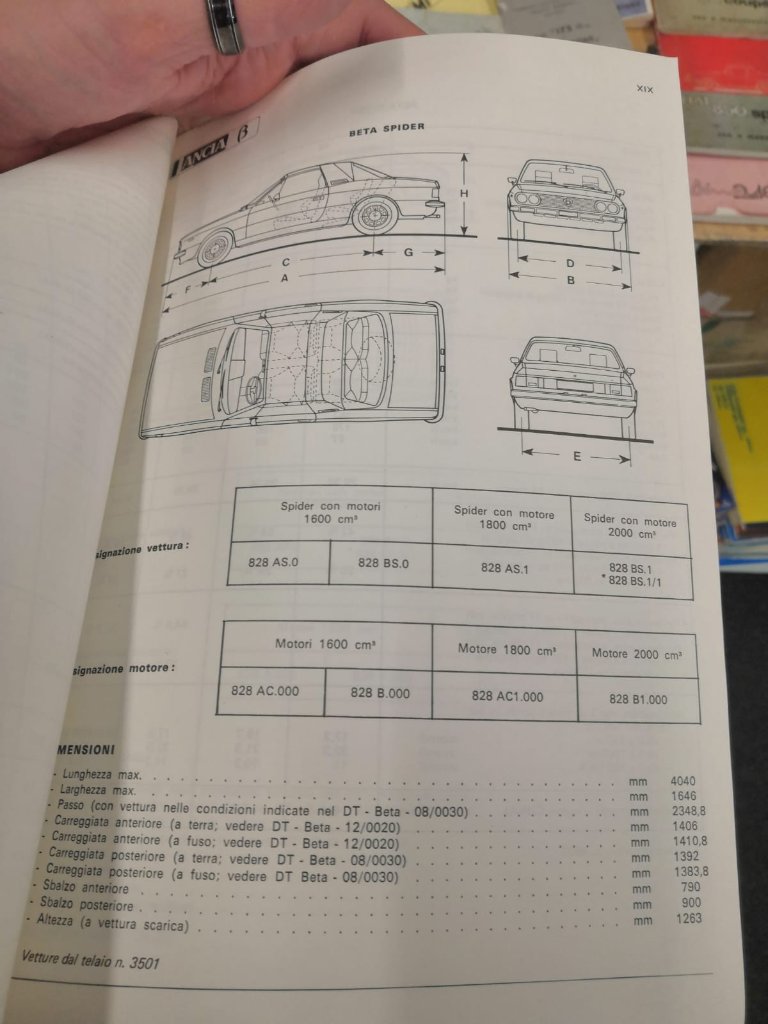 XIX
LANCIA β
BETA SPIDER
H
C
G
F
A
D
B
E
Spider con motori
1600 cm³
Spider con motore
1800 cm³
Spider con motore
2000 cm³
signazione vettura :
828 AS.0
828 BS.0
828 AS.1
828 BS.1
* 828 BS.1/1
Motori 1600 cm³
Motore 1800 cm³
Motore 2000 cm³
signazione motore :
828 AC.000
828 B.000
828 AC1.000
828 B1.000
MENSIONI
- Lunghezza max. . . . . . . . . . . . . . . . . . . . mm 4040
- Larghezza max. . . . . . . . . . . . . . . . . . . . mm 1646
- Passo (con vettura nelle condizioni indicate nel DT - Beta - 08/0030) . . . . . . . mm 2348,8
- Carreggiata anteriore (a terra; vedere DT - Beta - 12/0020) . . . . . . . . . . mm 1406
- Carreggiata anteriore (a fuso; vedere DT - Beta - 12/0020) . . . . . . . . . . mm 1410,8
- Carreggiata posteriore (a terra; vedere DT - Beta - 08/0030) . . . . . . . . . . mm 1392
- Carreggiata posteriore (a fuso; vedere DT Beta - 08/0030) . . . . . . . . . . mm 1383,8
- Sbalzo anteriore . . . . . . . . . . . . . . . . . . . . mm 790
- Sbalzo posteriore . . . . . . . . . . . . . . . . . . . . mm 900
- Altezza (a vettura scarica) . . . . . . . . . . . . . . . . . . mm 1263
Vetture dal telaio n. 3501